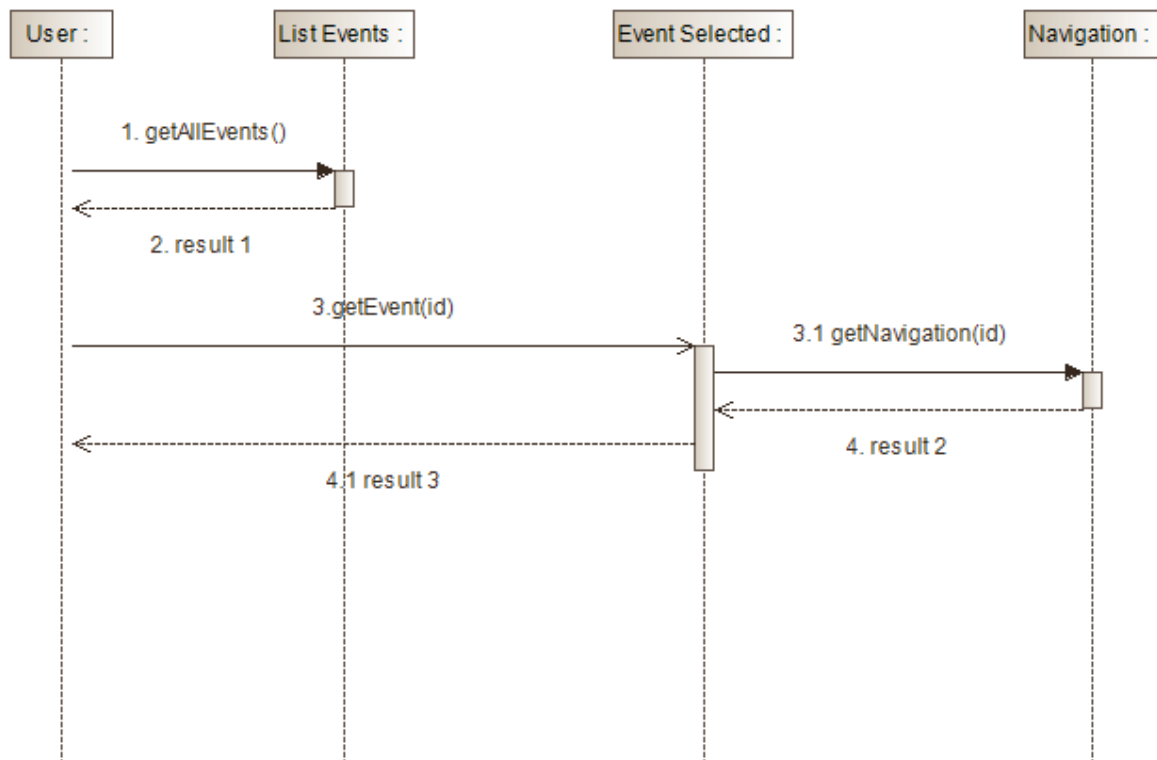 User :
List Events :
Event Selected :
Navigation :
1. getAllEvents()
2. result 1
3.getEvent(id)
3.1 getNavigation(id)
4. result 2
4.1 result 3